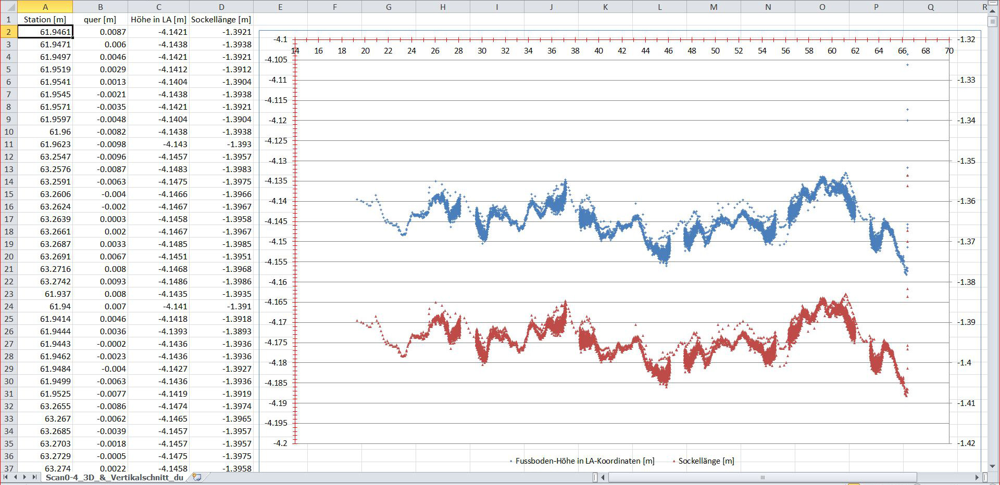 A B C D E F G H I J K L M N O P Q R
1 Station [m] quer [m] Höhe in LA [m] Sockellänge [m]
2 61.9461 0.0087 -4.1421 -1.3921
3 61.9471 0.006 -4.1438 -1.3938
4 61.9497 0.0046 -4.1421 -1.3921
5 61.9519 0.0029 -4.1412 -1.3912
6 61.9541 0.0013 -4.1404 -1.3904
7 61.9545 -0.0021 -4.1438 -1.3938
8 61.9571 -0.0035 -4.1421 -1.3921
9 61.9597 -0.0048 -4.1404 -1.3904
10 61.96 -0.0082 -4.1438 -1.3938
11 61.9623 -0.0098 -4.143 -1.393
12 63.2547 -0.0096 -4.1457 -1.3957
13 63.2576 -0.0087 -4.1483 -1.3983
14 63.2591 -0.0063 -4.1475 -1.3975
15 63.2606 -0.004 -4.1466 -1.3966
16 63.2624 -0.002 -4.1467 -1.3967
17 63.2639 0.0003 -4.1458 -1.3958
18 63.2661 0.002 -4.1467 -1.3967
19 63.2687 0.0033 -4.1485 -1.3985
20 63.2691 0.0067 -4.1451 -1.3951
21 63.2716 0.008 -4.1468 -1.3968
22 63.2742 0.0093 -4.1486 -1.3986
23 61.937 0.008 -4.1435 -1.3935
24 61.94 0.007 -4.141 -1.391
25 61.9414 0.0046 -4.1418 -1.3918
26 61.9444 0.0036 -4.1393 -1.3893
27 61.9443 -0.0002 -4.1436 -1.3936
28 61.9462 -0.0023 -4.1436 -1.3936
29 61.9484 -0.004 -4.1427 -1.3927
30 61.9499 -0.0063 -4.1436 -1.3936
31 61.9525 -0.0077 -4.1419 -1.3919
32 63.2655 -0.0086 -4.1474 -1.3974
33 63.267 -0.0062 -4.1465 -1.3965
34 63.2685 -0.0039 -4.1457 -1.3957
35 63.2703 -0.0018 -4.1457 -1.3957
36 63.2729 -0.0005 -4.1475 -1.3975
37 63.274 0.0022 -4.1458 -1.3958
-4.1
-4.105
-4.11
-4.115
-4.12
-4.125
-4.13
-4.135
-4.14
-4.145
-4.15
-4.155
-4.16
-4.165
-4.17
-4.175
-4.18
-4.185
-4.19
-4.195
-4.2
14 16 18 20 22 24 26 28 30 32 34 36 38 40 42 44 46 48 50 52 54 56 58 60 62 64 66 68 70
-1.32
-1.33
-1.34
-1.35
-1.36
-1.37
-1.38
-1.39
-1.4
-1.41
-1.42
Fussboden-Höhe in LA-Koordinaten [m] Sockellänge [m]
Scan0-4_3D_&_Vertikalschnitt_du